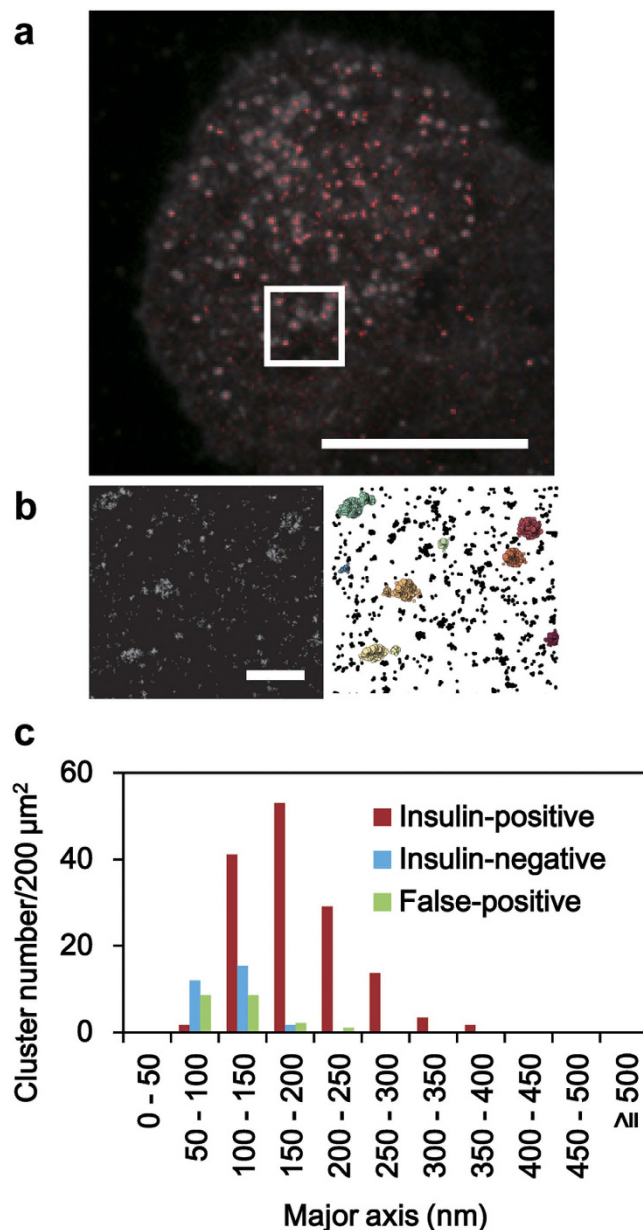 a
b
c
60
40
20
0
Cluster number/200 µm²
Insulin-positive
Insulin-negative
False-positive
0 - 50
50 - 100
100 - 150
150 - 200
200 - 250
250 - 300
300 - 350
350 - 400
400 - 450
450 - 500
≧ 500
Major axis (nm)